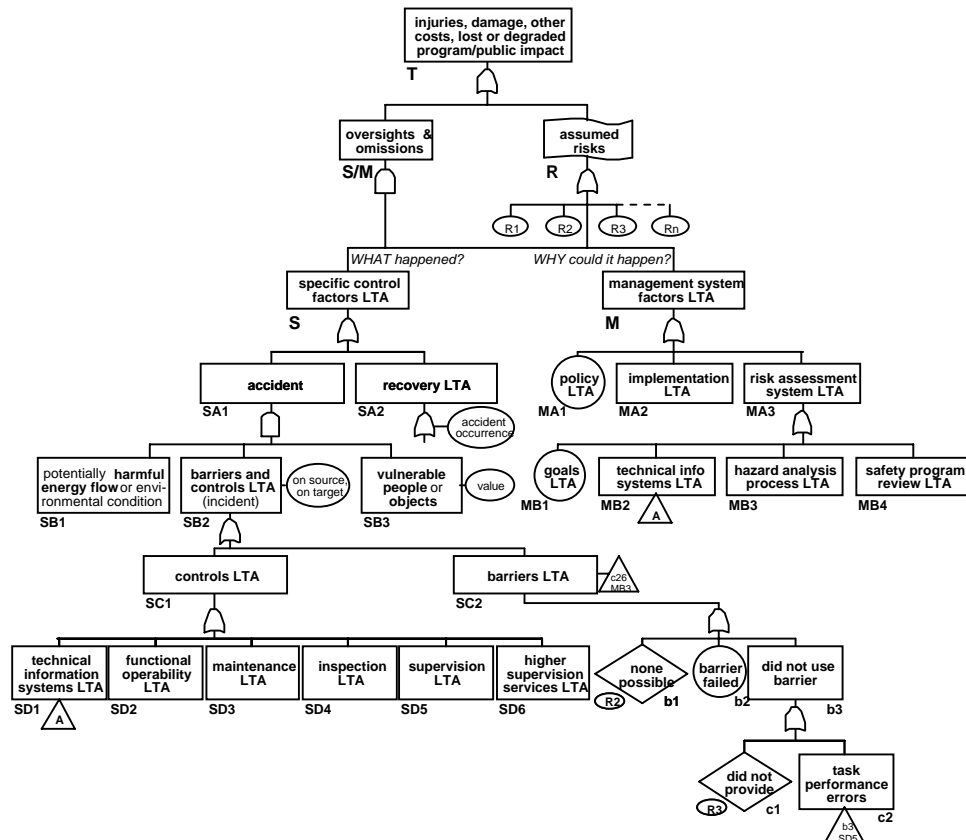 injuries, damage, other
costs, lost or degraded
program/public impact
T
oversights & omissions
S/M
assumed
risks
R
R1
R2
R3
Rn
WHAT happened?
WHY could it happen?
specific control
factors LTA
S
management system
factors LTA
M
accident
SA1
recovery LTA
SA2
accident
occurrence
policy
LTA
MA1
implementation
LTA
MA2
risk assessment
system LTA
MA3
potentially harmful
energy flow or envi-
ronmental condition
SB1
barriers and
controls LTA
(incident)
SB2
on source,
on target
vulnerable
people or
objects
SB3
value
goals
LTA
MB1
technical info
systems LTA
MB2
A
hazard analysis
process LTA
MB3
safety program
review LTA
MB4
controls LTA
SC1
barriers LTA
SC2
c26
MB3
technical
information
systems LTA
SD1
A
functional
operability
LTA
SD2
maintenance
LTA
SD3
inspection
LTA
SD4
supervision
LTA
SD5
higher
supervision
services LTA
SD6
none
possible
R2
b1
barrier
failed
b2
did not use
barrier
b3
did not
provide
R3
c1
task
performance
errors
c2
b3
SD5